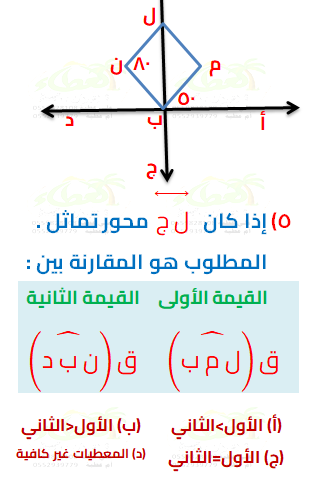 ل
ن ٨٠ م
٥٠
د ب أ
ج
٥) إذا كان ل ج محور تماثل .
المطلوب هو المقارنة بين :
القيمة الأولى القيمة الثانية
ق(ل م ب) ق(ن ب د)
(أ) الأول>الثاني (ب) الأول<الثاني
(ج) الأول=الثاني (د) المعطيات غير كافية